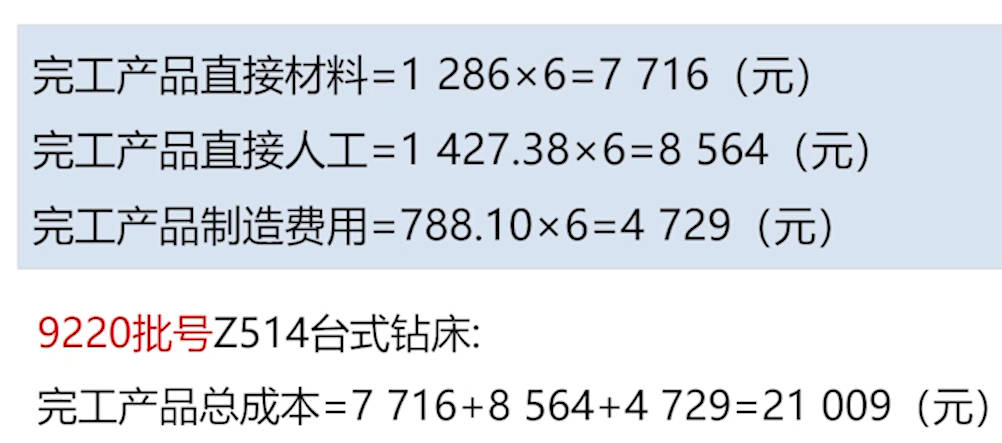 完工产品直接材料=1 286×6=7 716（元）
完工产品直接人工=1 427.38×6=8 564（元）
完工产品制造费用=788.10×6=4 729（元）
9220批号Z514台式钻床:
完工产品总成本=7 716+8 564+4 729=21 009（元）